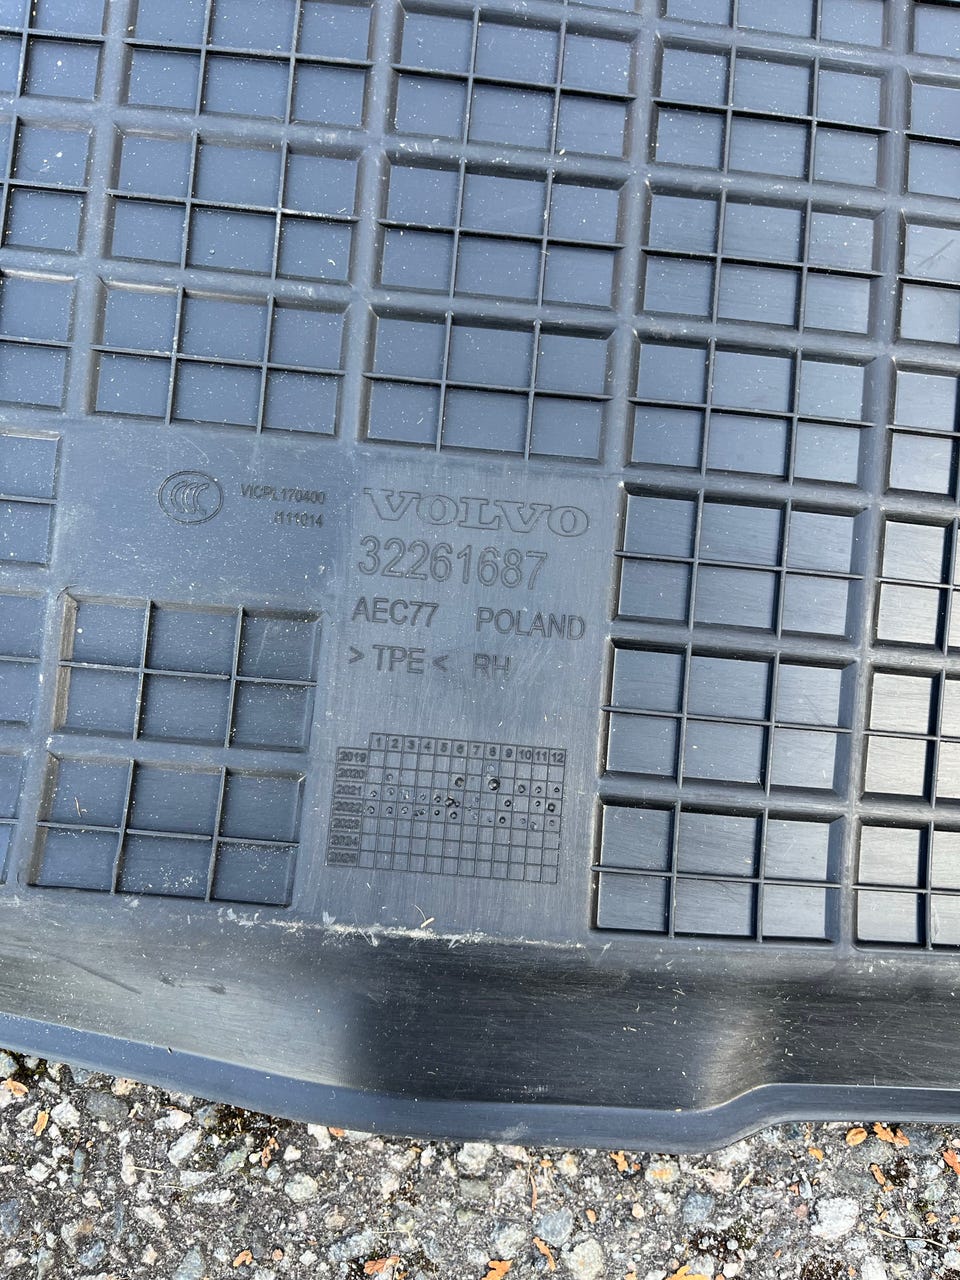 CCC
VICPL170400
I11014
VOLVO
32261687
AEC77 POLAND
> TPE < RH
1 2 3 4 5 6 7 8 9 10 11 12
2019
2020
2021
2022
2023
2024
2025